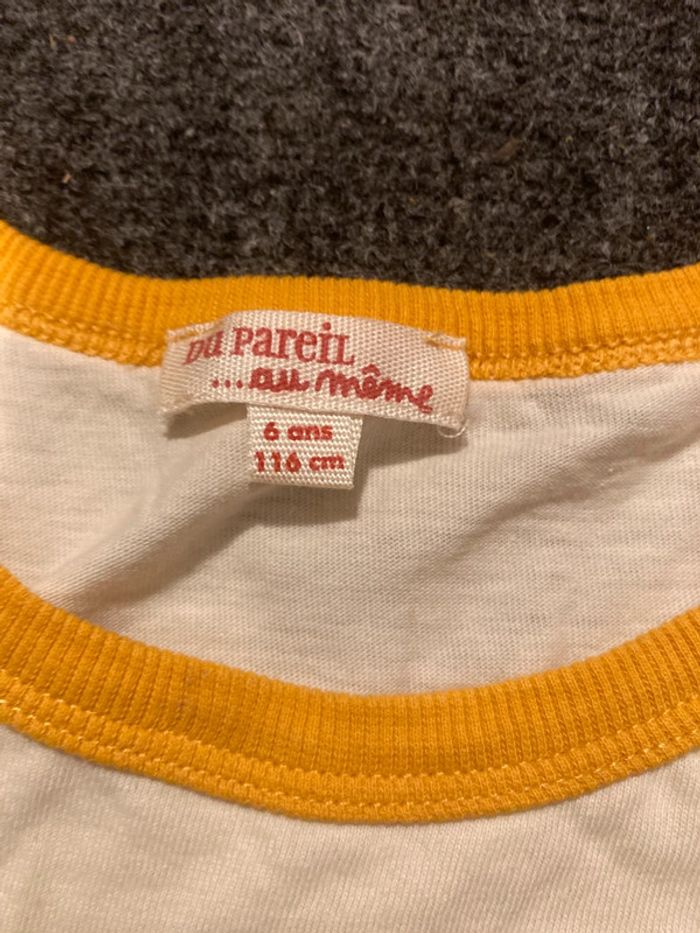 DU PareiL
...au même
6 ans
116 cm